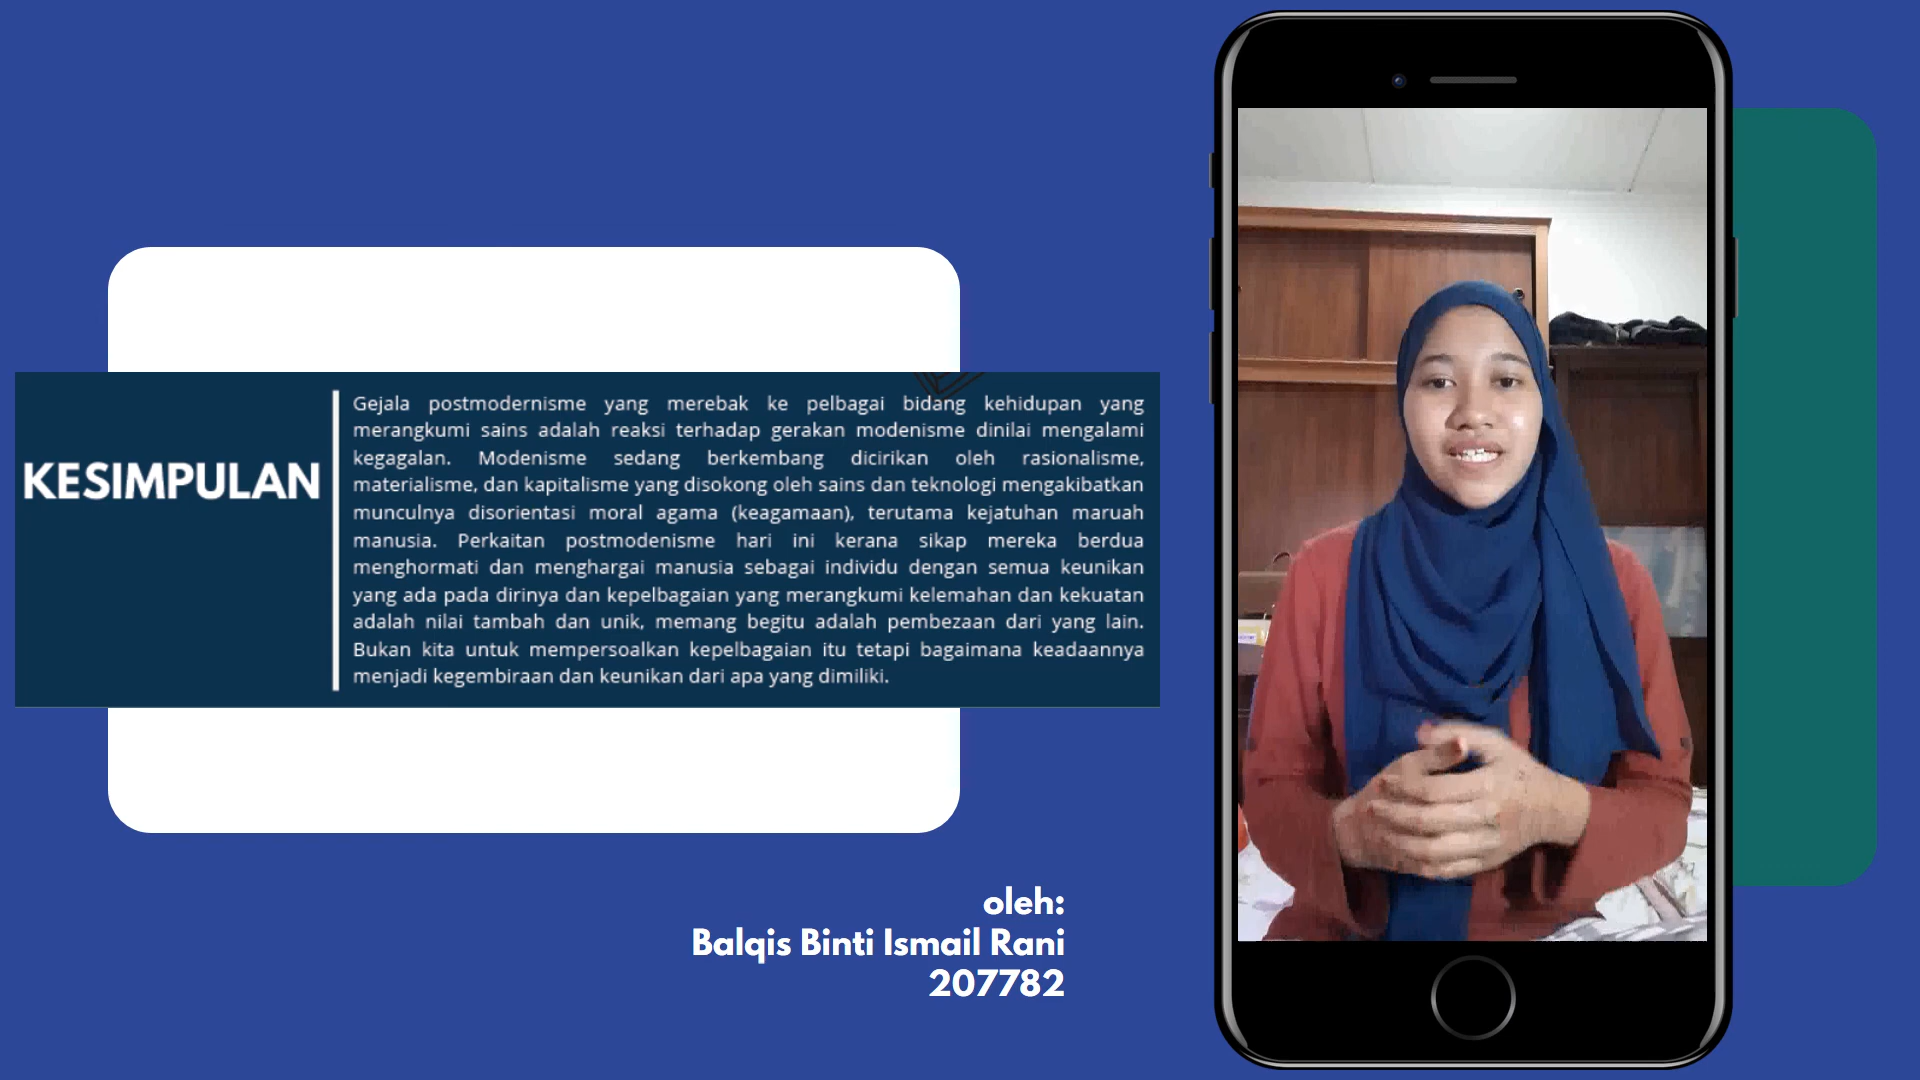 KESIMPULAN
Gejala postmodernisme yang merebak ke pelbagai bidang kehidupan yang
merangkumi sains adalah reaksi terhadap gerakan modenisme dinilai mengalami
kegagalan. Modenisme sedang berkembang dicirikan oleh rasionalisme,
materialisme, dan kapitalisme yang disokong oleh sains dan teknologi mengakibatkan
munculnya disorientasi moral agama (keagamaan), terutama kejatuhan maruah
manusia. Perkaitan postmodenisme hari ini kerana sikap mereka berdua
menghormati dan menghargai manusia sebagai individu dengan semua keunikan
yang ada pada dirinya dan kepelbagaian yang merangkumi kelemahan dan kekuatan
adalah nilai tambah dan unik, memang begitu adalah pembezaan dari yang lain.
Bukan kita untuk mempersoalkan kepelbagaian itu tetapi bagaimana keadaannya
menjadi kegembiraan dan keunikan dari apa yang dimiliki.
oleh:
Balqis Binti Ismail Rani
207782